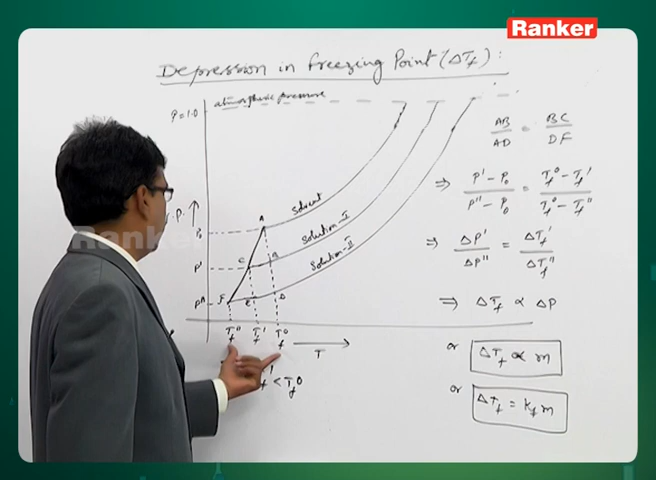 Ranker
Depression in Freezing Point (ΔTf) :
atmospheric pressure
P=1.0
P.
P₀
P'
P"
A
B
C
D
E
F
Solvent
Solution-I
Solution-II
Tf" Tf' Tf⁰
T
f' < Tf⁰
AB/AD = BC/DF
⇒ P' - P₀ / P" - P₀ = Tf⁰ - Tf' / Tf⁰ - Tf"
⇒ ΔP' / ΔP" = ΔTf' / ΔTf"
⇒ ΔTf ∝ ΔP
or ΔTf ∝ m
or ΔTf = kf m
Ranker